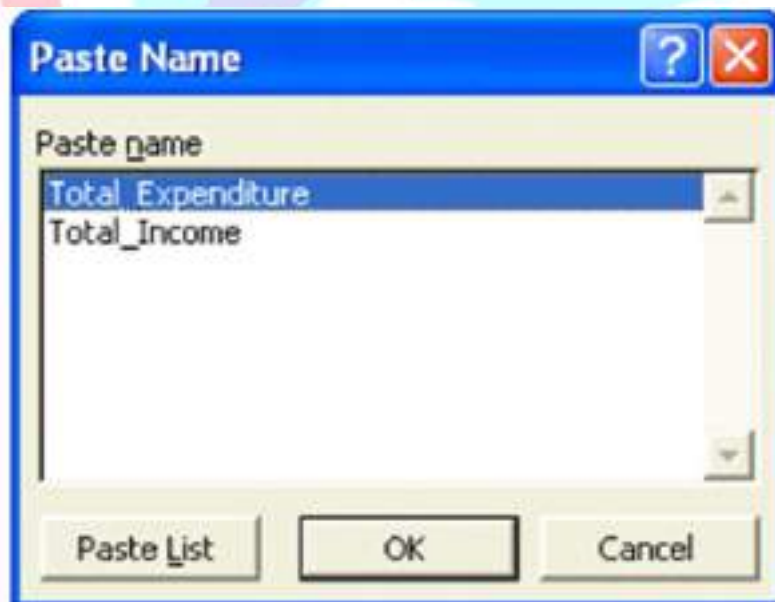 Paste Name
Paste name
Total_Expenditure
Total_Income
Paste List
OK
Cancel